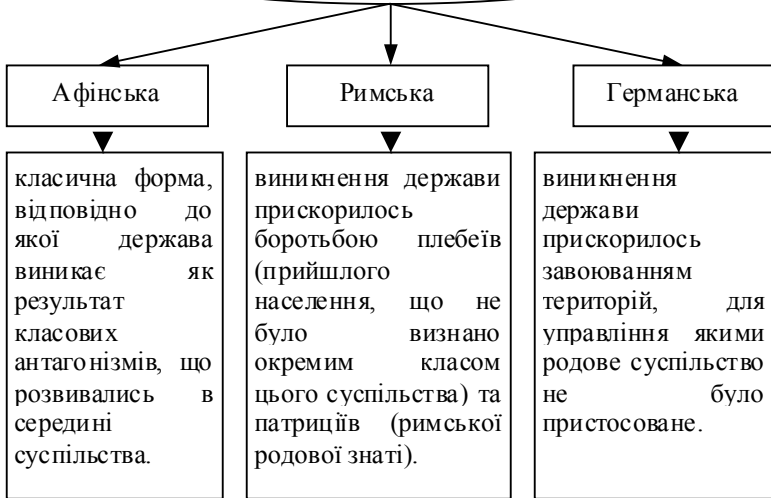 Афінська
Римська
Германська
класична форма,
відповідно до
якої держава
виникає як
результат
класових
антагонізмів, що
розвивались в
середині
суспільства.
виникнення держави
прискорилось
боротьбою плебеїв
(прийшлого
населення, що не
було визнано
окремим класом
цього суспільства) та
патриціїв (римської
родової знаті).
виникнення
держави
прискорилось
завоюванням
територій, для
управління якими
родове суспільство
не було
пристосоване.